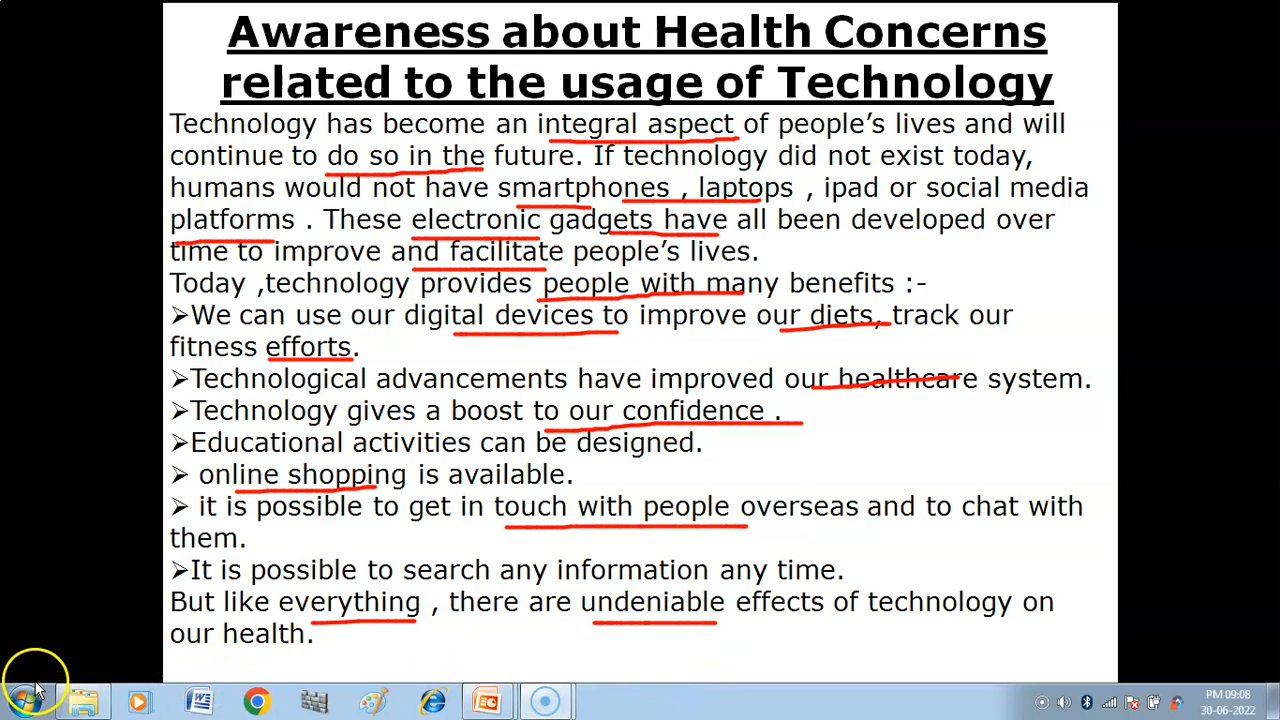 Awareness about Health Concerns
related to the usage of Technology
Technology has become an integral aspect of people’s lives and will
continue to do so in the future. If technology did not exist today,
humans would not have smartphones , laptops , ipad or social media
platforms . These electronic gadgets have all been developed over
time to improve and facilitate people’s lives.
Today ,technology provides people with many benefits :-
➢We can use our digital devices to improve our diets, track our
fitness efforts.
➢Technological advancements have improved our healthcare system.
➢Technology gives a boost to our confidence .
➢Educational activities can be designed.
➢ online shopping is available.
➢ it is possible to get in touch with people overseas and to chat with
them.
➢It is possible to search any information any time.
But like everything , there are undeniable effects of technology on
our health.
PM 09:08
30-06-2022